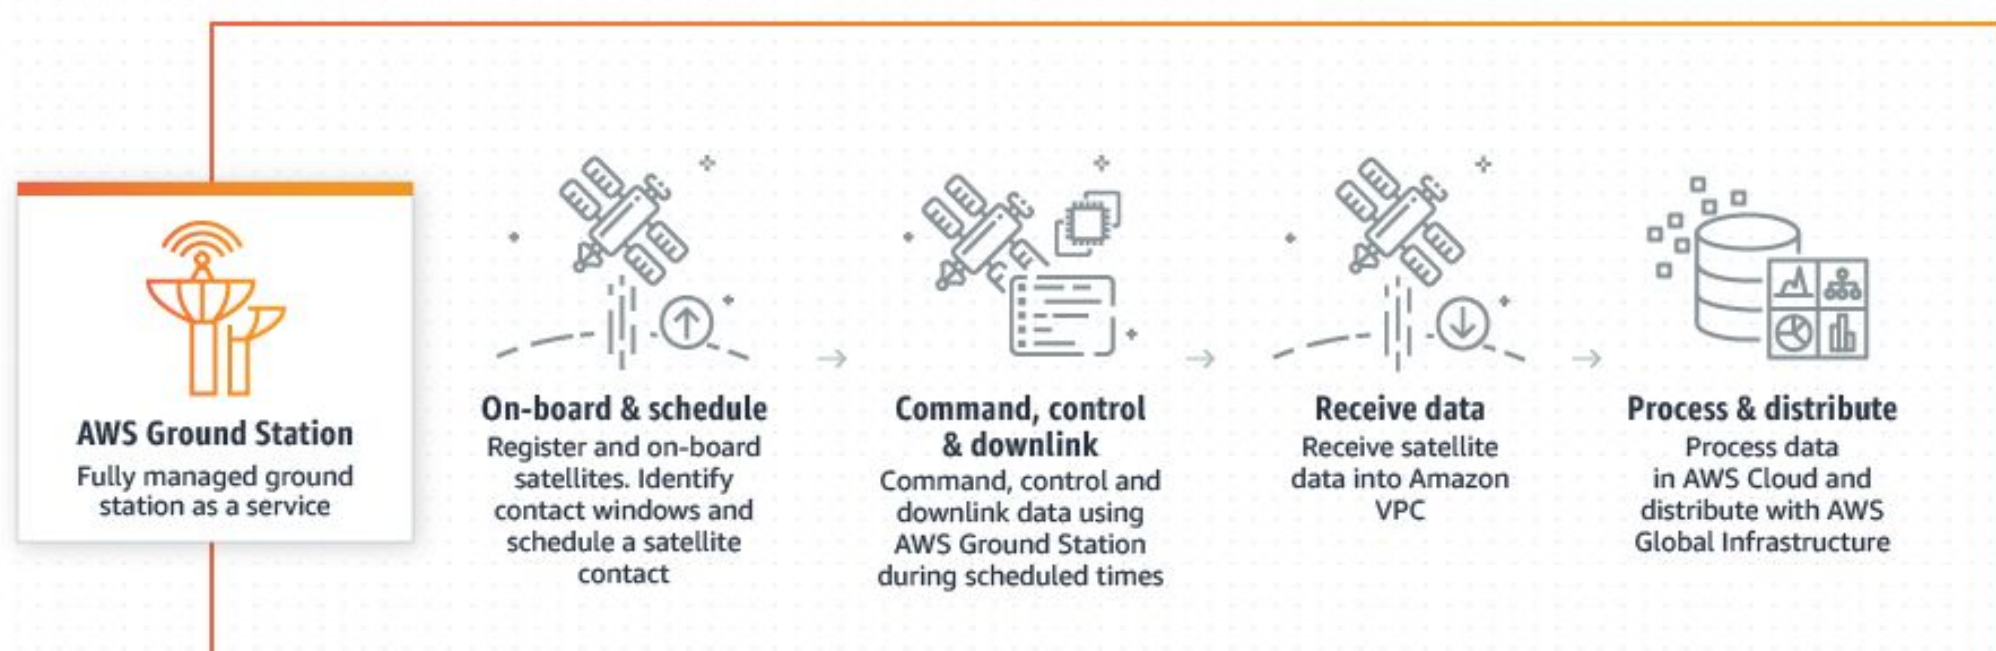 AWS Ground Station
Fully managed ground
station as a service
On-board & schedule
Register and on-board
satellites. Identify
contact windows and
schedule a satellite
contact
Command, control
& downlink
Command, control and
downlink data using
AWS Ground Station
during scheduled times
Receive data
Receive satellite
data into Amazon
VPC
Process & distribute
Process data
in AWS Cloud and
distribute with AWS
Global Infrastructure